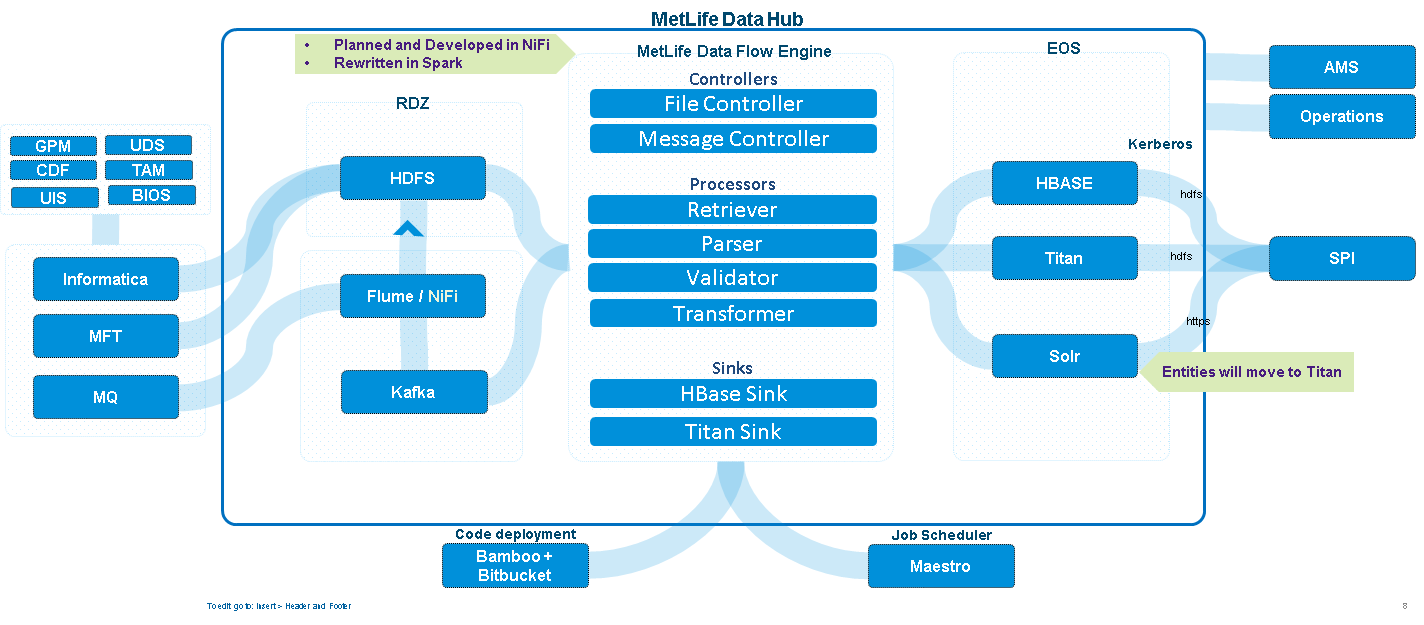 MetLife Data Hub
• Planned and Developed in NiFi
• Rewritten in Spark
MetLife Data Flow Engine
EOS
Controllers
File Controller
Message Controller
RDZ
AMS
Operations
Kerberos
GPM
UDS
CDF
TAM
UIS
BIOS
HDFS
Processors
Retriever
Parser
Validator
Transformer
HBASE
hdfs
Titan
hdfs
SPI
Informatica
MFT
MQ
Flume / NiFi
Kafka
Solr
https
Entities will move to Titan
Sinks
HBase Sink
Titan Sink
Code deployment
Bamboo +
Bitbucket
Job Scheduler
Maestro
To edit go to: Insert > Header and Footer
8